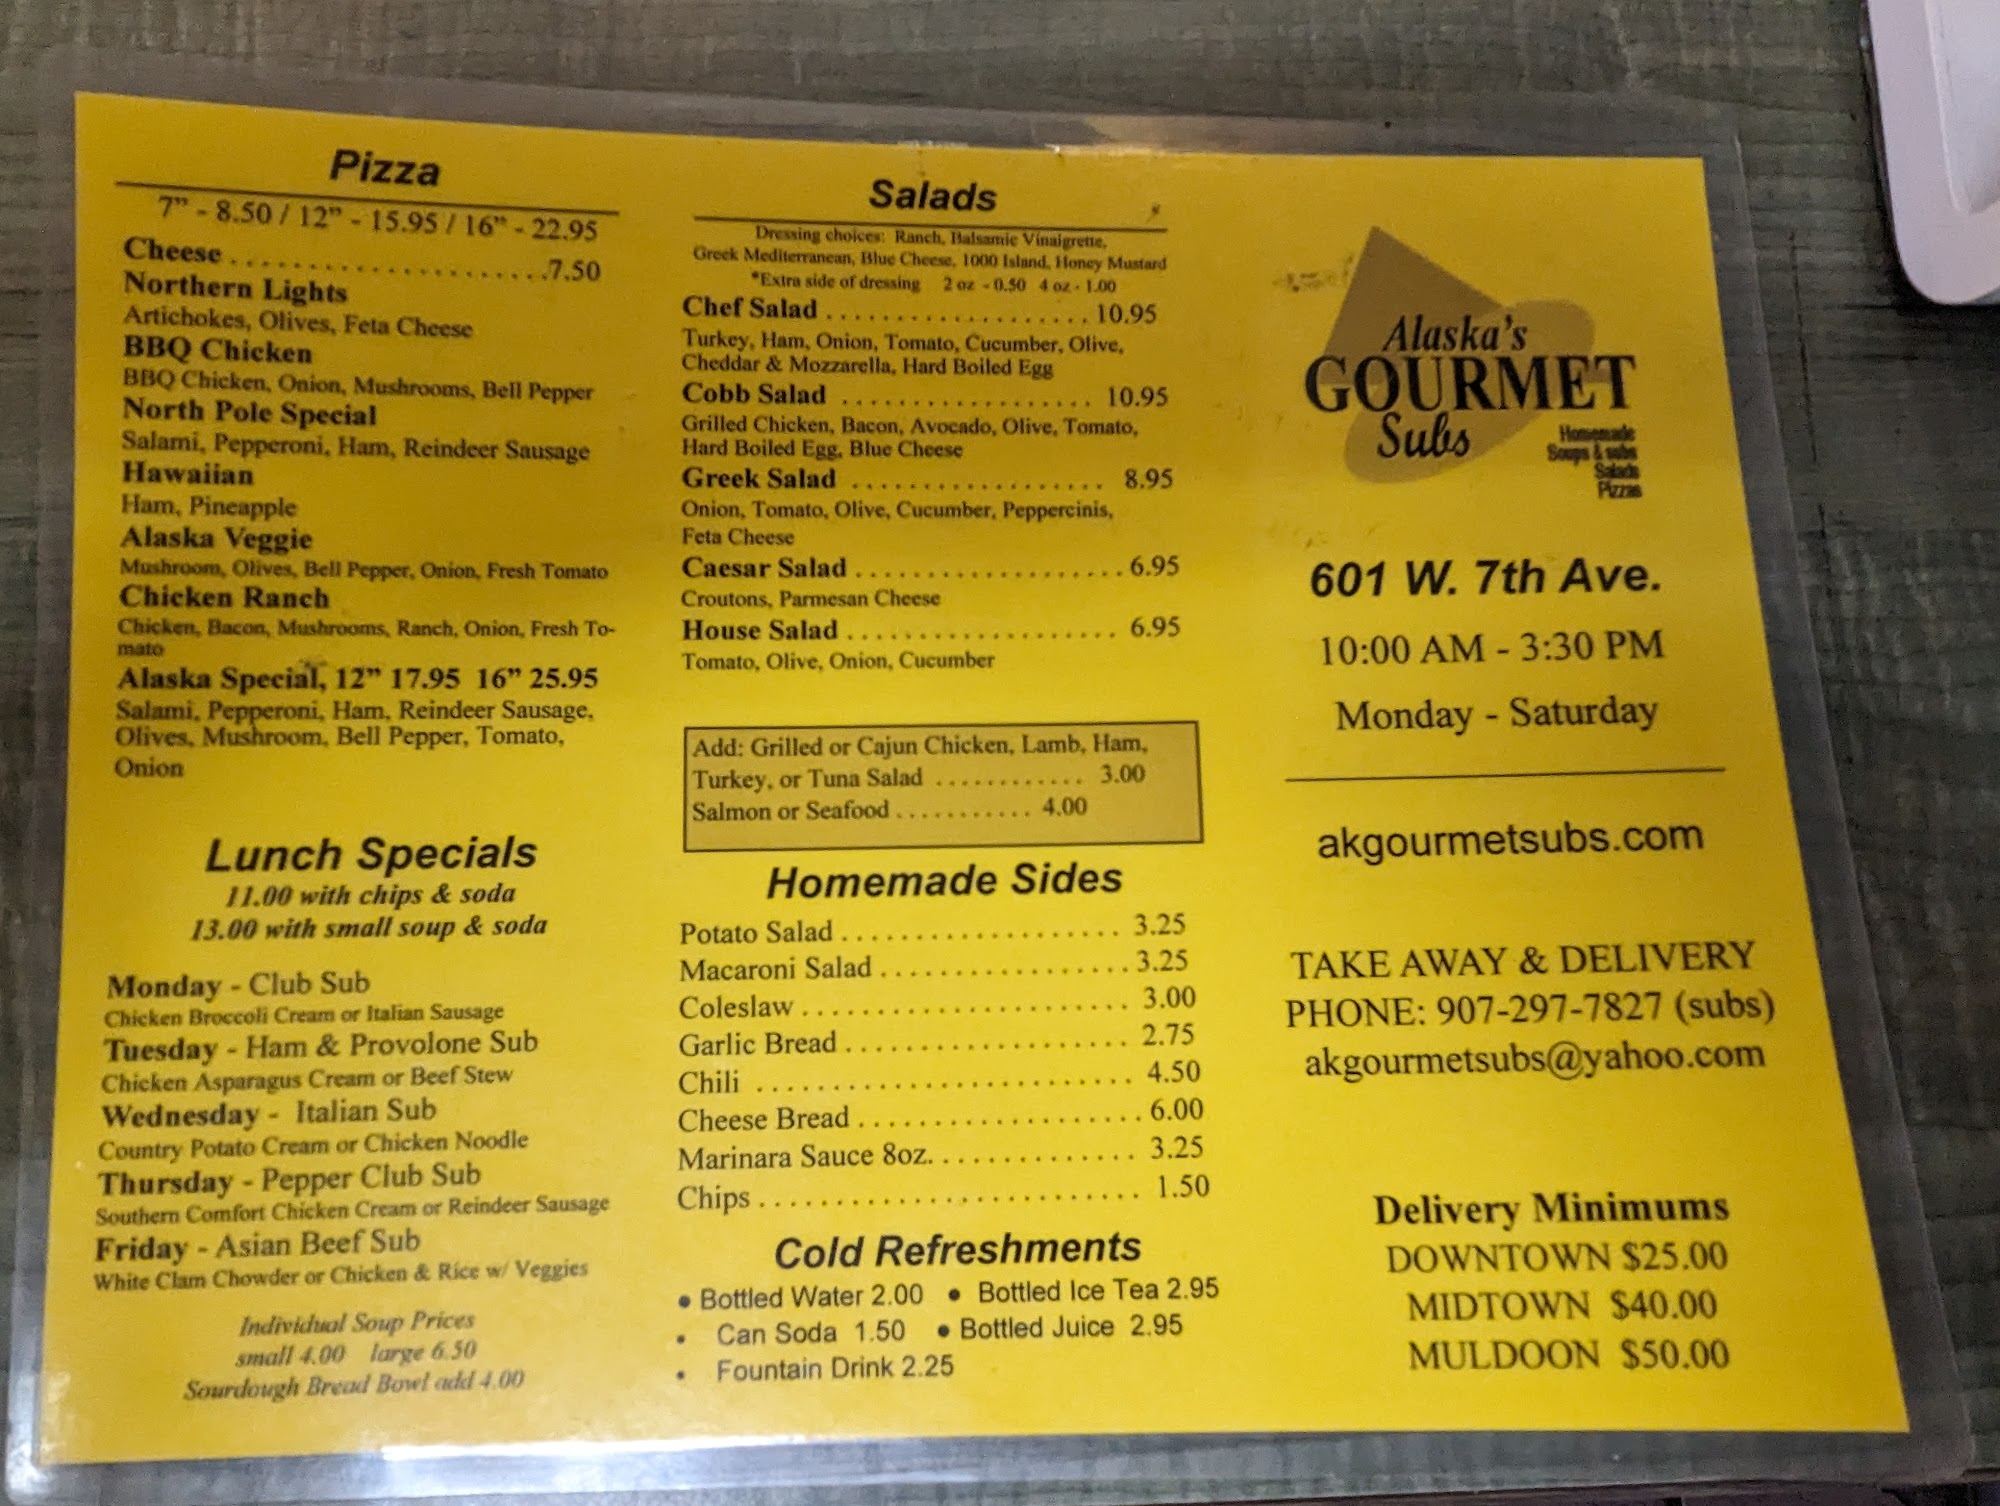 Pizza
7" - 8.50 / 12" - 15.95 / 16" - 22.95
Cheese . . . . . . . . . . . . . . . . . . . . . .7.50
Northern Lights
Artichokes, Olives, Feta Cheese
BBQ Chicken
BBQ Chicken, Onion, Mushrooms, Bell Pepper
North Pole Special
Salami, Pepperoni, Ham, Reindeer Sausage
Hawaiian
Ham, Pineapple
Alaska Veggie
Mushroom, Olives, Bell Pepper, Onion, Fresh Tomato
Chicken Ranch
Chicken, Bacon, Mushrooms, Ranch, Onion, Fresh To-
mato
Alaska Special, 12" 17.95 16" 25.95
Salami, Pepperoni, Ham, Reindeer Sausage,
Olives, Mushroom, Bell Pepper, Tomato,
Onion
Lunch Specials
11.00 with chips & soda
13.00 with small soup & soda
Monday - Club Sub
Chicken Broccoli Cream or Italian Sausage
Tuesday - Ham & Provolone Sub
Chicken Asparagus Cream or Beef Stew
Wednesday - Italian Sub
Country Potato Cream or Chicken Noodle
Thursday - Pepper Club Sub
Southern Comfort Chicken Cream or Reindeer Sausage
Friday - Asian Beef Sub
White Clam Chowder or Chicken & Rice w/ Veggies
Individual Soup Prices
small 4.00 large 6.50
Sourdough Bread Bowl add 4.00
Salads
Dressing choices: Ranch, Balsamic Vinaigrette,
Greek Mediterranean, Blue Cheese, 1000 Island, Honey Mustard
*Extra side of dressing 2 oz - 0.50 4 oz - 1.00
Chef Salad . . . . . . . . . . . . . . . . . . . 10.95
Turkey, Ham, Onion, Tomato, Cucumber, Olive,
Cheddar & Mozzarella, Hard Boiled Egg
Cobb Salad . . . . . . . . . . . . . . . . . . 10.95
Grilled Chicken, Bacon, Avocado, Olive, Tomato,
Hard Boiled Egg, Blue Cheese
Greek Salad . . . . . . . . . . . . . . . . . . 8.95
Onion, Tomato, Olive, Cucumber, Peppercinis,
Feta Cheese
Caesar Salad . . . . . . . . . . . . . . . . . . . 6.95
Croutons, Parmesan Cheese
House Salad . . . . . . . . . . . . . . . . . . . 6.95
Tomato, Olive, Onion, Cucumber
Add: Grilled or Cajun Chicken, Lamb, Ham,
Turkey, or Tuna Salad . . . . . . . . . . . . 3.00
Salmon or Seafood . . . . . . . . . . . 4.00
Homemade Sides
Potato Salad . . . . . . . . . . . . . . . . . . . . 3.25
Macaroni Salad . . . . . . . . . . . . . . . . . . 3.25
Coleslaw . . . . . . . . . . . . . . . . . . . . . . . 3.00
Garlic Bread . . . . . . . . . . . . . . . . . . . . 2.75
Chili . . . . . . . . . . . . . . . . . . . . . . . . . . 4.50
Cheese Bread . . . . . . . . . . . . . . . . . . . . 6.00
Marinara Sauce 8oz. . . . . . . . . . . . . . . 3.25
Chips . . . . . . . . . . . . . . . . . . . . . . . . . . 1.50
Cold Refreshments
• Bottled Water 2.00 • Bottled Ice Tea 2.95
• Can Soda 1.50 • Bottled Juice 2.95
• Fountain Drink 2.25
Alaska's
GOURMET
Subs
Homemade
Soups & subs
Salads
Pizzas
601 W. 7th Ave.
10:00 AM - 3:30 PM
Monday - Saturday
akgourmetsubs.com
TAKE AWAY & DELIVERY
PHONE: 907-297-7827 (subs)
akgourmetsubs@yahoo.com
Delivery Minimums
DOWNTOWN $25.00
MIDTOWN $40.00
MULDOON $50.00